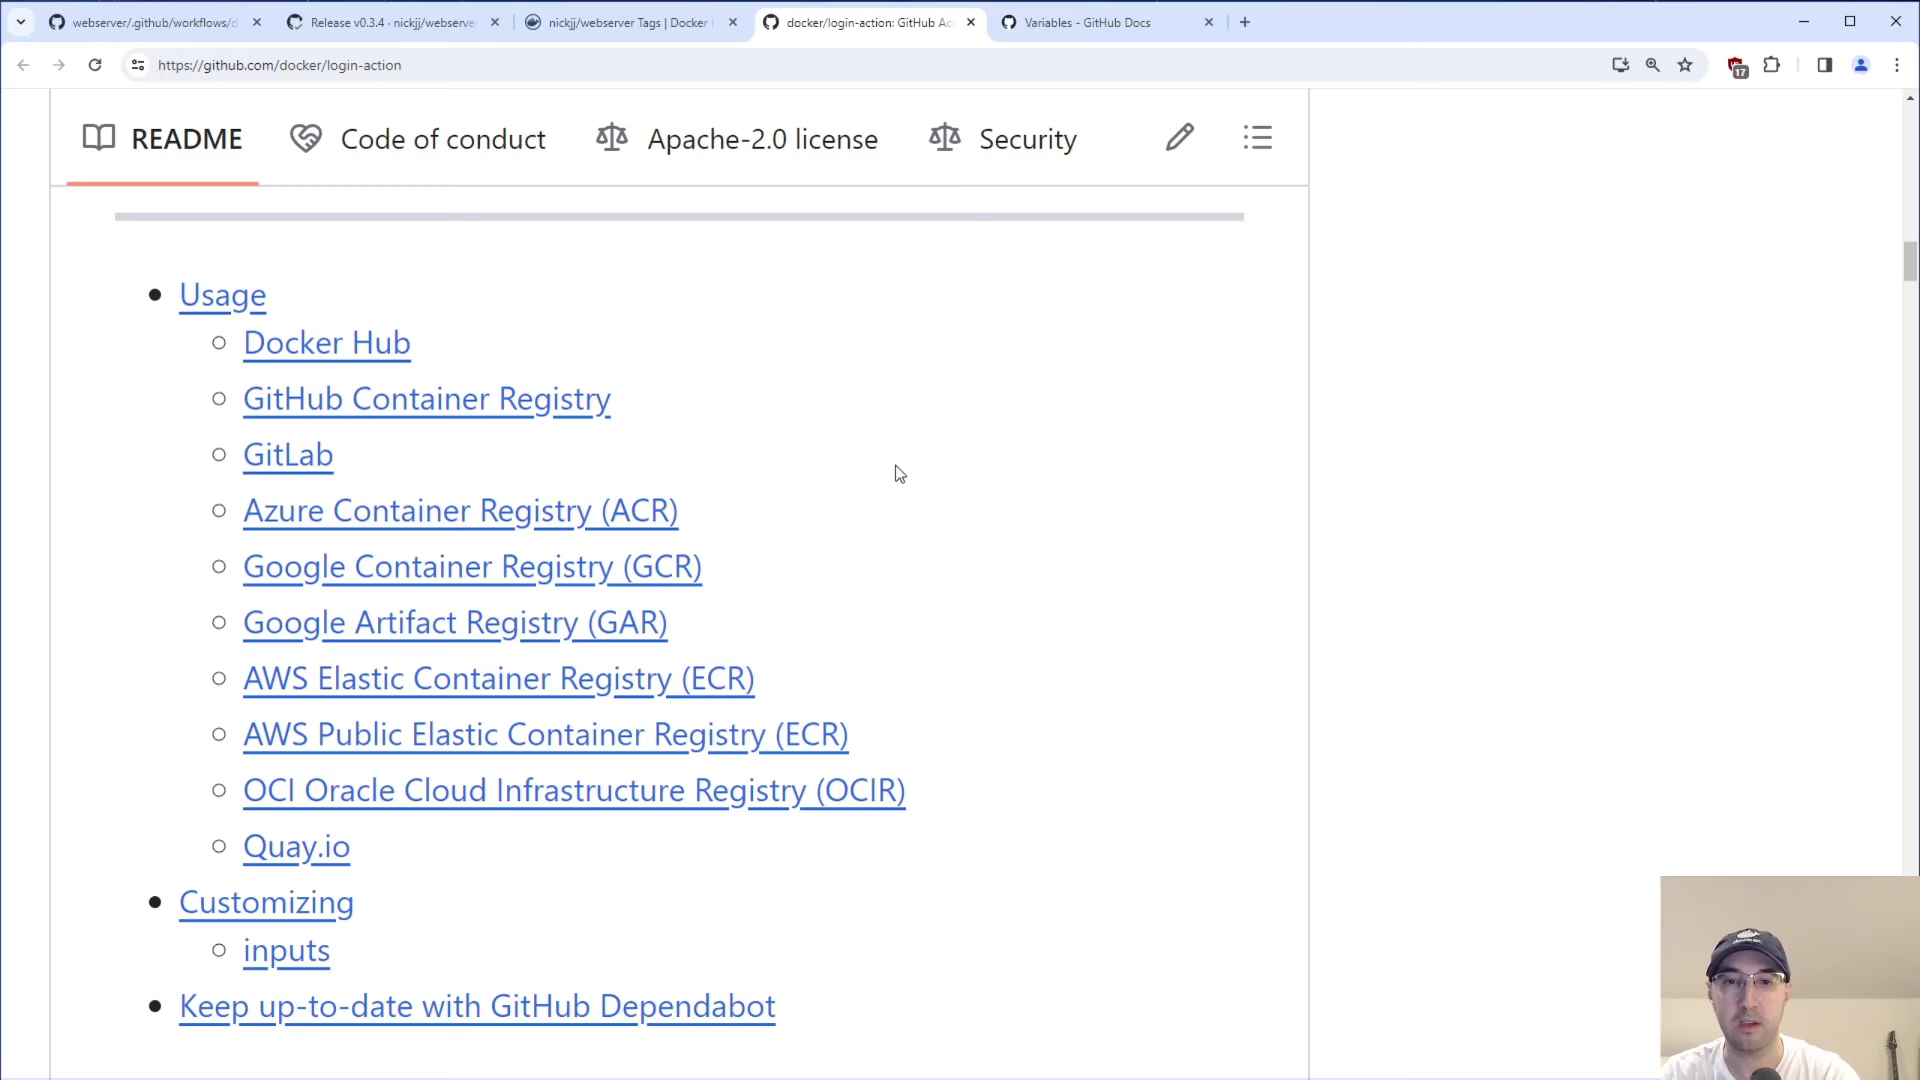 webserver/.github/workflows/d
Release v0.3.4 · nickjj/webserve
nickjj/webserver Tags | Docker
docker/login-action: GitHub Ac
Variables - GitHub Docs
https://github.com/docker/login-action
17
README
Code of conduct
Apache-2.0 license
Security
Usage
Docker Hub
GitHub Container Registry
GitLab
Azure Container Registry (ACR)
Google Container Registry (GCR)
Google Artifact Registry (GAR)
AWS Elastic Container Registry (ECR)
AWS Public Elastic Container Registry (ECR)
OCI Oracle Cloud Infrastructure Registry (OCIR)
Quay.io
Customizing
inputs
Keep up-to-date with GitHub Dependabot